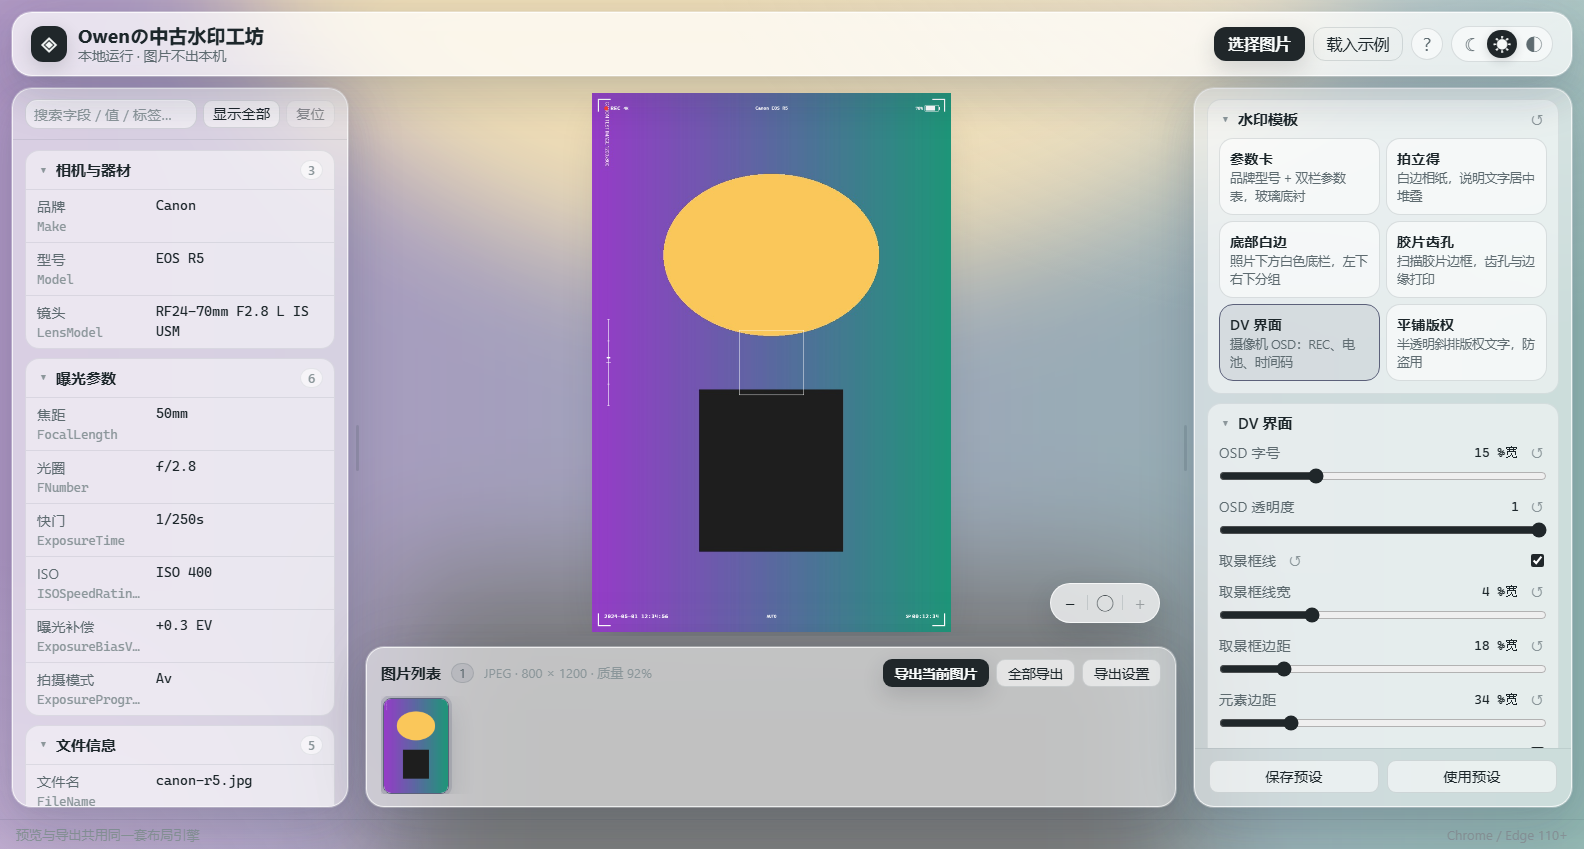 Owenの中古水印工坊
本地运行 · 图片不出本机
选择图片
载入示例
?
搜索字段 / 值 / 标签...
显示全部
复位
相机与器材
3
品牌
Make
Canon
型号
Model
EOS R5
镜头
LensModel
RF24-70mm F2.8 L IS
USM
曝光参数
6
焦距
FocalLength
50mm
光圈
FNumber
f/2.8
快门
ExposureTime
1/250s
ISO
ISOSpeedRatin…
ISO 400
曝光补偿
ExposureBiasV…
+0.3 EV
拍摄模式
ExposureProgr…
Av
文件信息
5
文件名
FileName
canon-r5.jpg
REC
Canon EOS R5
2024-05-01 12:34:56
AUTO
图片列表
1
JPEG · 800 × 1200 · 质量 92%
导出当前图片
全部导出
导出设置
水印模板
参数卡
品牌型号 + 双栏参数
表，玻璃底衬
拍立得
白边相纸，说明文字居中
堆叠
底部白边
照片下方白色底栏，左下
右下分组
胶片齿孔
扫描胶片边框，齿孔与边
缘打印
DV 界面
摄像机 OSD：REC、电
池、时间码
平铺版权
半透明斜排版权文字，防
盗用
DV 界面
OSD 字号
15 %宽
OSD 透明度
1
取景框线
取景框线宽
4 %宽
取景框边距
18 %宽
元素边距
34 %宽
保存预设
使用预设
预览与导出共用同一套布局引擎
Chrome / Edge 110+